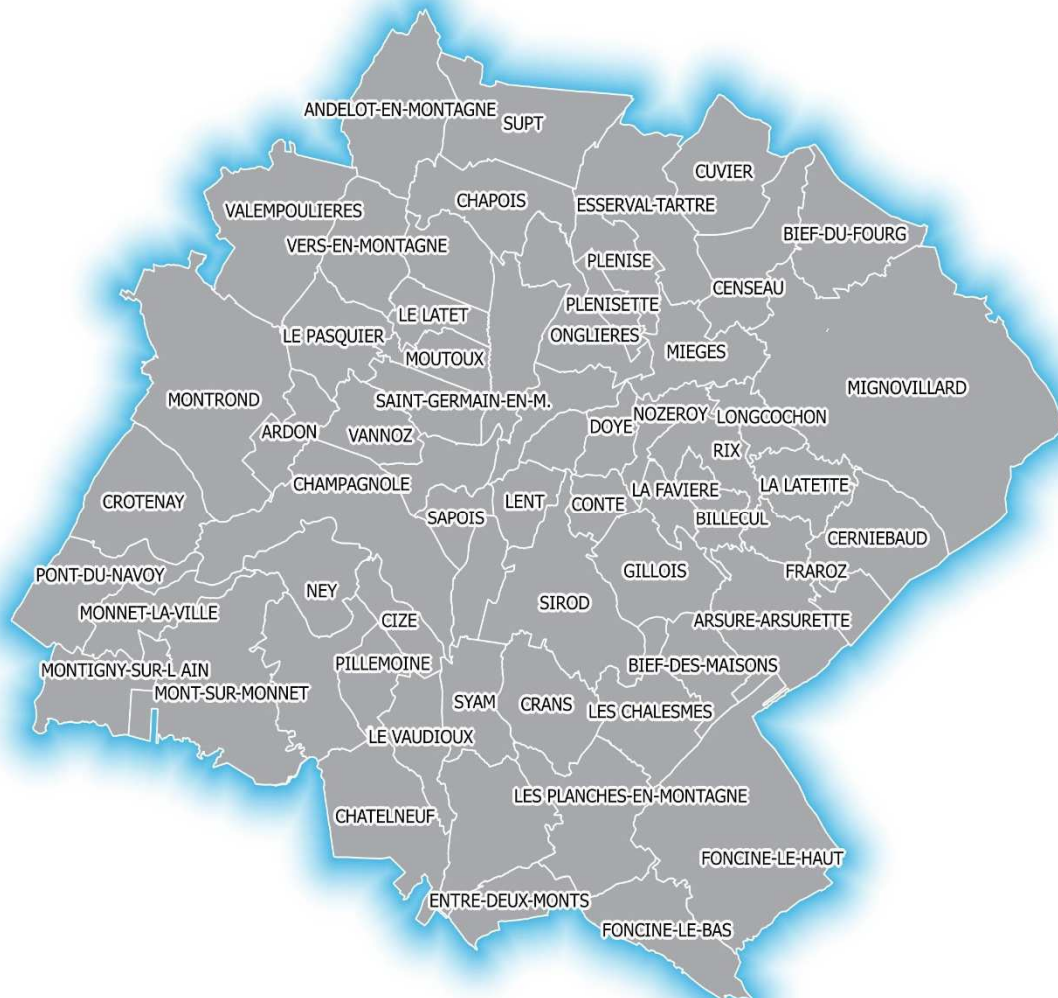 ANDELOT-EN-MONTAGNE
SUPT
CUVIER
CHAPOIS
ESSERVAL-TARTRE
VALEMPOULIERES
BIEF-DU-FOURG
VERS-EN-MONTAGNE
PLENISE
CENSEAU
PLENISETTE
LE LATET
LE PASQUIER
ONGLIERES
MOUTOUX
MIEGES
MIGNOVILLARD
MONTROND
SAINT-GERMAIN-EN-M.
NOZEROY
LONGCOCHON
DOYE
ARDON
VANNOZ
RIX
CHAMPAGNOLE
LA FAVIERE
LA LATETTE
CROTENAY
LENT
CONTE
SAPOIS
BILLECUL
CERNIEBAUD
PONT-DU-NAVOY
GILLOIS
FRAROZ
NEY
SIROD
MONNET-LA-VILLE
CIZE
ARSURE-ARSURETTE
PILLEMOINE
BIEF-DES-MAISONS
MONTIGNY-SUR-L AIN
MONT-SUR-MONNET
SYAM
CRANS
LES CHALESMES
LE VAUDIOUX
LES PLANCHES-EN-MONTAGNE
CHATELNEUF
FONCINE-LE-HAUT
ENTRE-DEUX-MONTS
FONCINE-LE-BAS